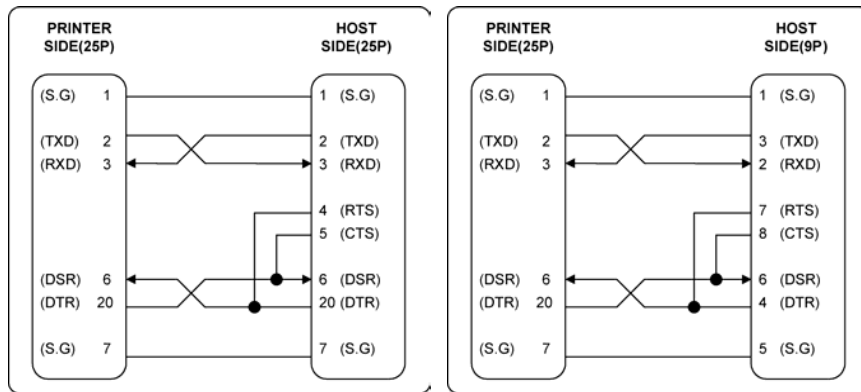 PRINTER
SIDE(25P)
HOST
SIDE(25P)
(S.G) 1
1 (S.G)
(TXD) 2
2 (TXD)
(RXD) 3
3 (RXD)
4 (RTS)
5 (CTS)
(DSR) 6
6 (DSR)
(DTR) 20
20 (DTR)
(S.G) 7
7 (S.G)
PRINTER
SIDE(25P)
HOST
SIDE(9P)
(S.G) 1
1 (S.G)
(TXD) 2
3 (TXD)
(RXD) 3
2 (RXD)
7 (RTS)
8 (CTS)
(DSR) 6
6 (DSR)
(DTR) 20
4 (DTR)
(S.G) 7
5 (S.G)